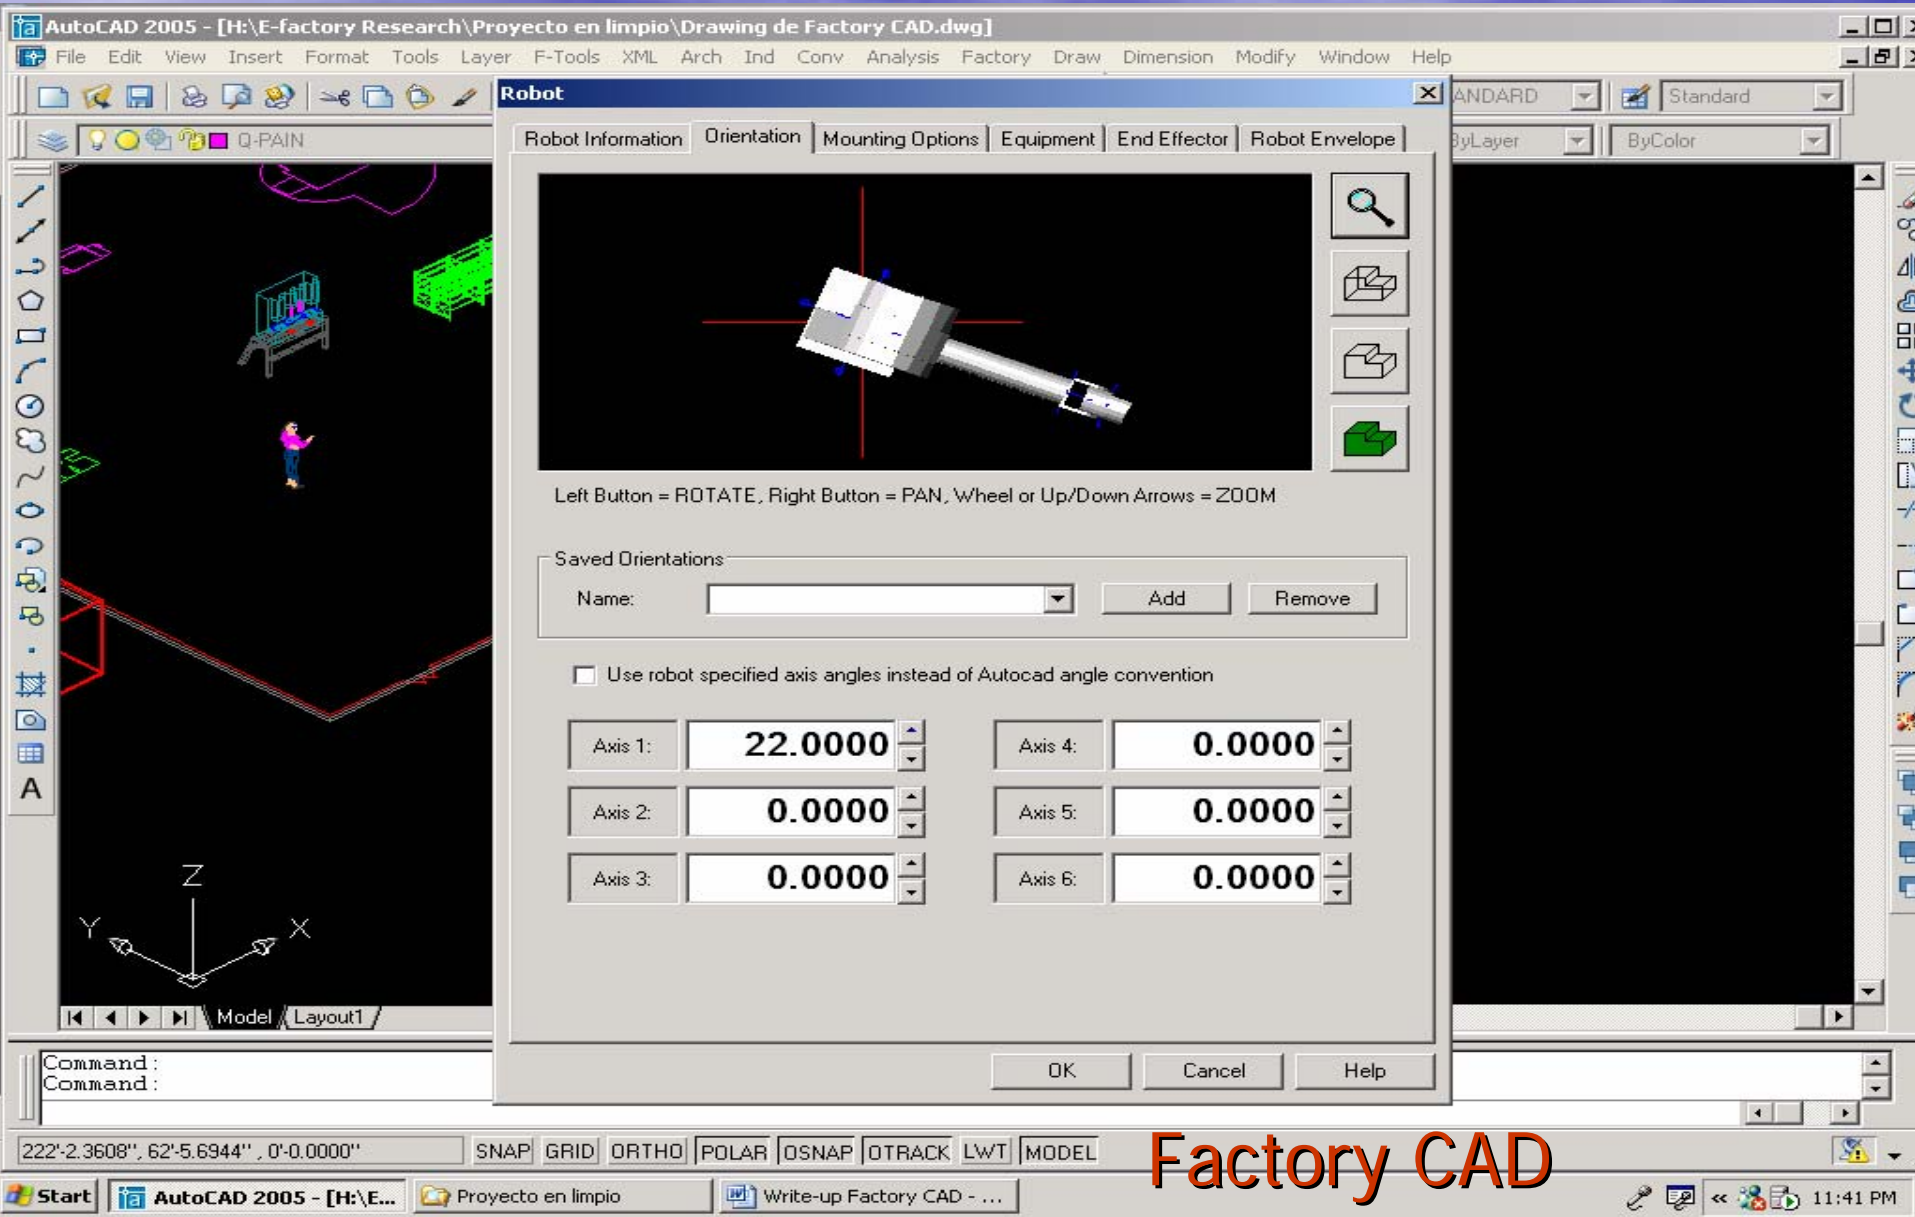 AutoCAD 2005 - [H:\E-factory Research\Proyecto en limpio\Drawing de Factory CAD.dwg]
File Edit View Insert Format Tools Layer F-Tools XML Arch Ind Conv Analysis Factory Draw Dimension Modify Window Help
Robot
ANDARD
Standard
Q-PAIN
ByLayer
ByColor
Robot Information Orientation Mounting Options Equipment End Effector Robot Envelope
Left Button = ROTATE, Right Button = PAN, Wheel or Up/Down Arrows = ZOOM
Saved Orientations
Name:
Add
Remove
Use robot specified axis angles instead of Autocad angle convention
Axis 1: 22.0000 Axis 4: 0.0000
Axis 2: 0.0000 Axis 5: 0.0000
Axis 3: 0.0000 Axis 6: 0.0000
A
Z
Y
X
Model Layout1
OK Cancel Help
Command:
Command:
222'-2.3608", 62'-5.6944" , 0'-0.0000"
SNAP GRID ORTHO POLAR OSNAP OTRACK LWT MODEL
Factory CAD
Start AutoCAD 2005 - [H:\E... Proyecto en limpio Write-up Factory CAD - ... « 11:41 PM